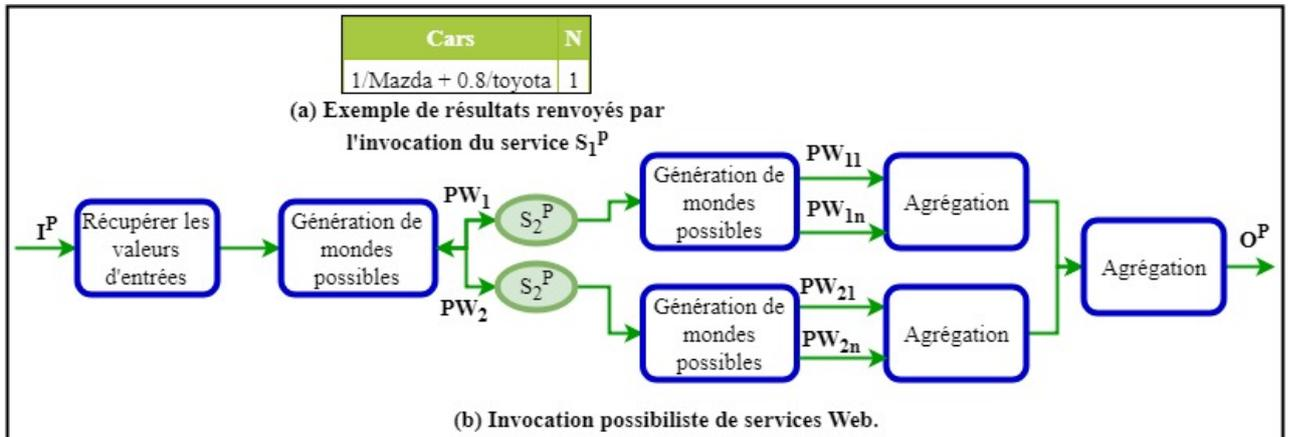 Cars N
1/Mazda + 0.8/toyota 1
(a) Exemple de résultats renvoyés par
l'invocation du service S₁ᵖ
Iᴾ
Récupérer les
valeurs
d'entrées
Génération de
mondes
possibles
PW₁
S₂ᴾ
PW₂
S₂ᴾ
Génération de
mondes
possibles
PW₁₁
PW₁ₙ
Agrégation
Génération de
mondes
possibles
PW₂₁
PW₂ₙ
Agrégation
Agrégation
Oᴾ
(b) Invocation possibiliste de services Web.